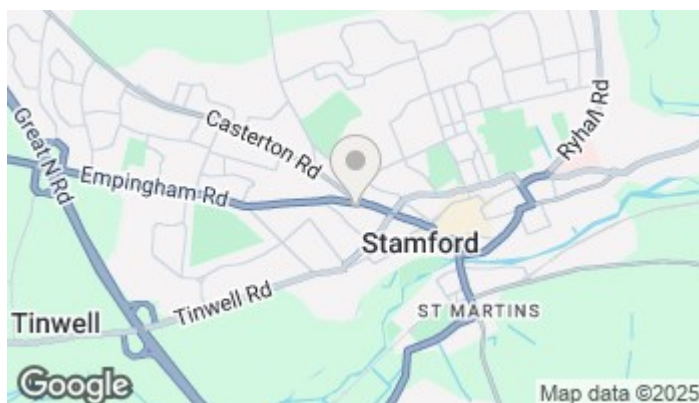 Ryhall Rd
Casterton Rd
Great N Rd
Empingham Rd
Stamford
Tinwell Rd
Tinwell
ST MARTINS
Google
Map data ©2025